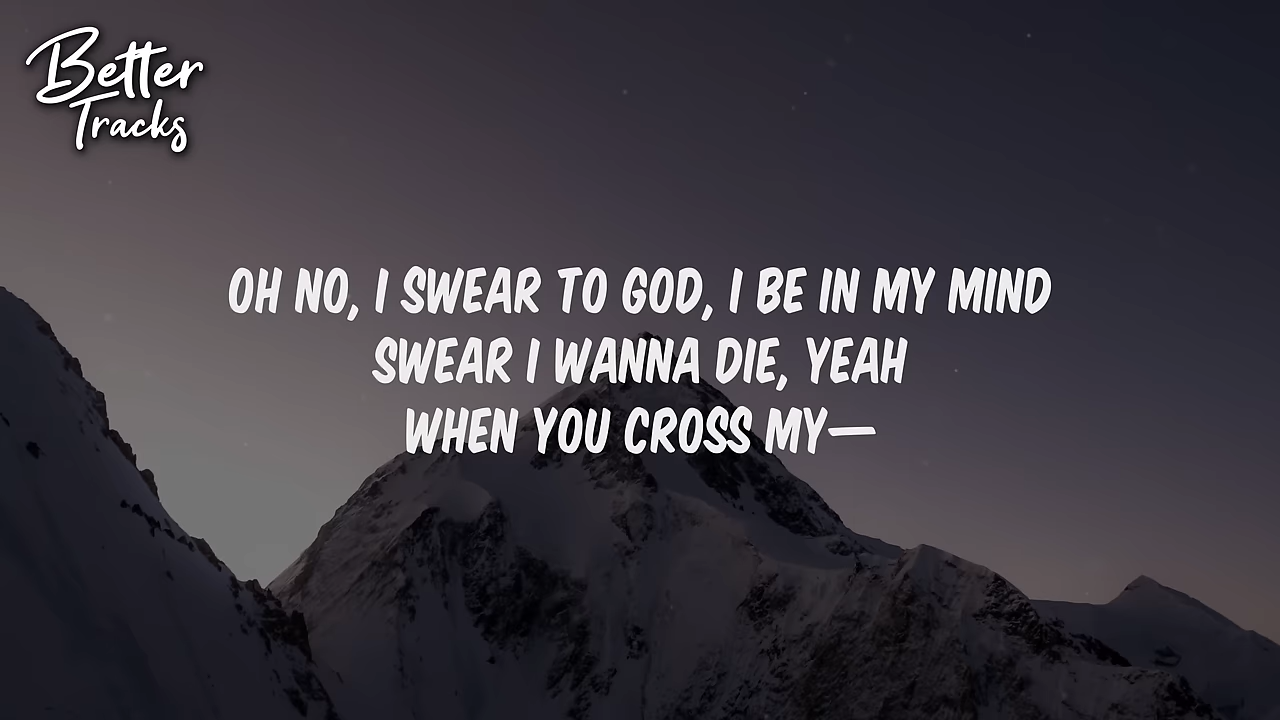 Better
Tracks
OH NO, I SWEAR TO GOD, I BE IN MY MIND
SWEAR I WANNA DIE, YEAH
WHEN YOU CROSS MY—